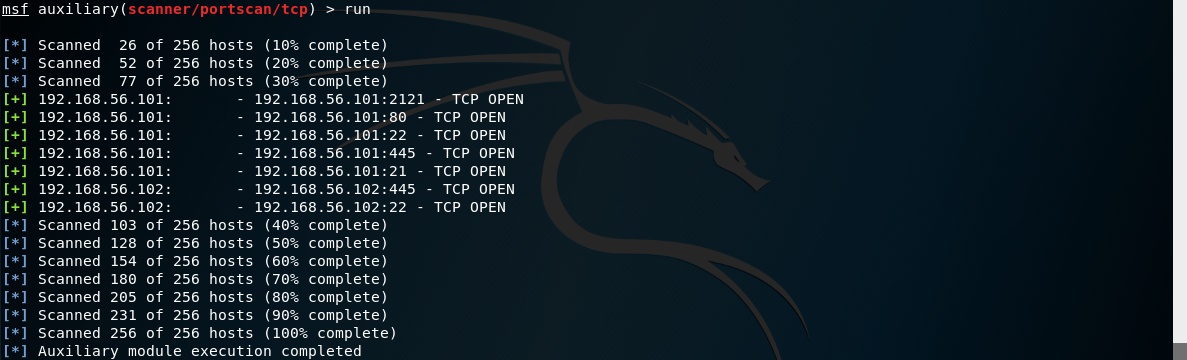 msf auxiliary(scanner/portscan/tcp) > run
[*] Scanned  26 of 256 hosts (10% complete)
[*] Scanned  52 of 256 hosts (20% complete)
[*] Scanned  77 of 256 hosts (30% complete)
[+] 192.168.56.101:       - 192.168.56.101:2121 - TCP OPEN
[+] 192.168.56.101:       - 192.168.56.101:80 - TCP OPEN
[+] 192.168.56.101:       - 192.168.56.101:22 - TCP OPEN
[+] 192.168.56.101:       - 192.168.56.101:445 - TCP OPEN
[+] 192.168.56.101:       - 192.168.56.101:21 - TCP OPEN
[+] 192.168.56.102:       - 192.168.56.102:445 - TCP OPEN
[+] 192.168.56.102:       - 192.168.56.102:22 - TCP OPEN
[*] Scanned 103 of 256 hosts (40% complete)
[*] Scanned 128 of 256 hosts (50% complete)
[*] Scanned 154 of 256 hosts (60% complete)
[*] Scanned 180 of 256 hosts (70% complete)
[*] Scanned 205 of 256 hosts (80% complete)
[*] Scanned 231 of 256 hosts (90% complete)
[*] Scanned 256 of 256 hosts (100% complete)
[*] Auxiliary module execution completed